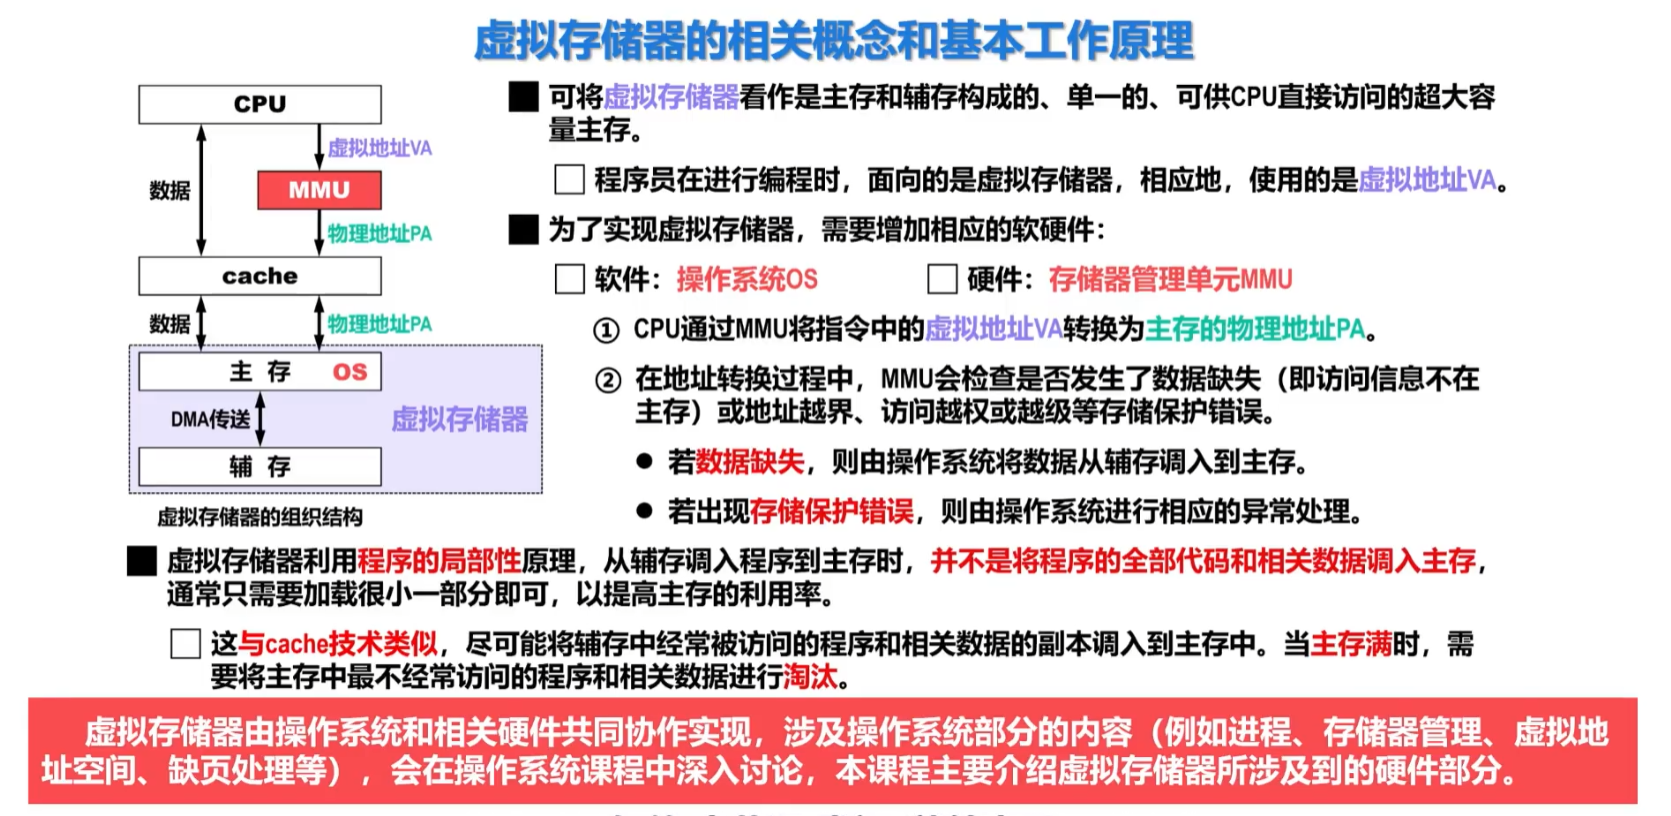 虚拟存储器的相关概念和基本工作原理
CPU
虚拟地址VA
数据
MMU
物理地址PA
cache
数据
物理地址PA
主 存
OS
DMA传送
虚拟存储器
辅 存
虚拟存储器的组织结构
■ 可将虚拟存储器看作是主存和辅存构成的、单一的、可供CPU直接访问的超大容
量主存。
□ 程序员在进行编程时，面向的是虚拟存储器，相应地，使用的是虚拟地址VA。
■ 为了实现虚拟存储器，需要增加相应的软硬件：
□ 软件：操作系统OS
□ 硬件：存储器管理单元MMU
① CPU通过MMU将指令中的虚拟地址VA转换为主存的物理地址PA。
② 在地址转换过程中，MMU会检查是否发生了数据缺失（即访问信息不在
主存）或地址越界、访问越权或越级等存储保护错误。
● 若数据缺失，则由操作系统将数据从辅存调入到主存。
● 若出现存储保护错误，则由操作系统进行相应的异常处理。
■ 虚拟存储器利用程序的局部性原理，从辅存调入程序到主存时，并不是将程序的全部代码和相关数据调入主存，
通常只需要加载很小一部分即可，以提高主存的利用率。
□ 这与cache技术类似，尽可能将辅存中经常被访问的程序和相关数据的副本调入到主存中。当主存满时，需
要将主存中最不经常访问的程序和相关数据进行淘汰。
虚拟存储器由操作系统和相关硬件共同协作实现，涉及操作系统部分的内容（例如进程、存储器管理、虚拟地
址空间、缺页处理等），会在操作系统课程中深入讨论，本课程主要介绍虚拟存储器所涉及到的硬件部分。